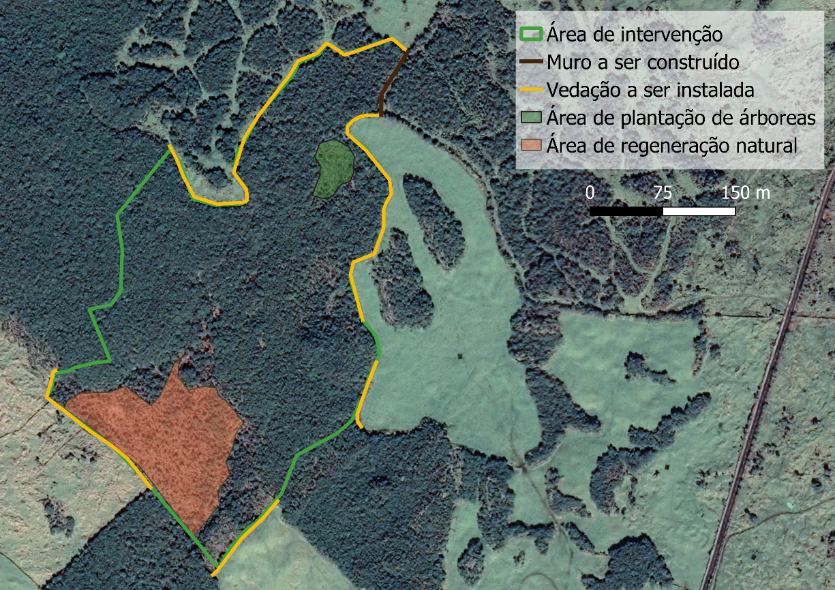 Área de intervenção
Muro a ser construído
Vedação a ser instalada
Área de plantação de árboreas
Área de regeneração natural
0 75 150 m